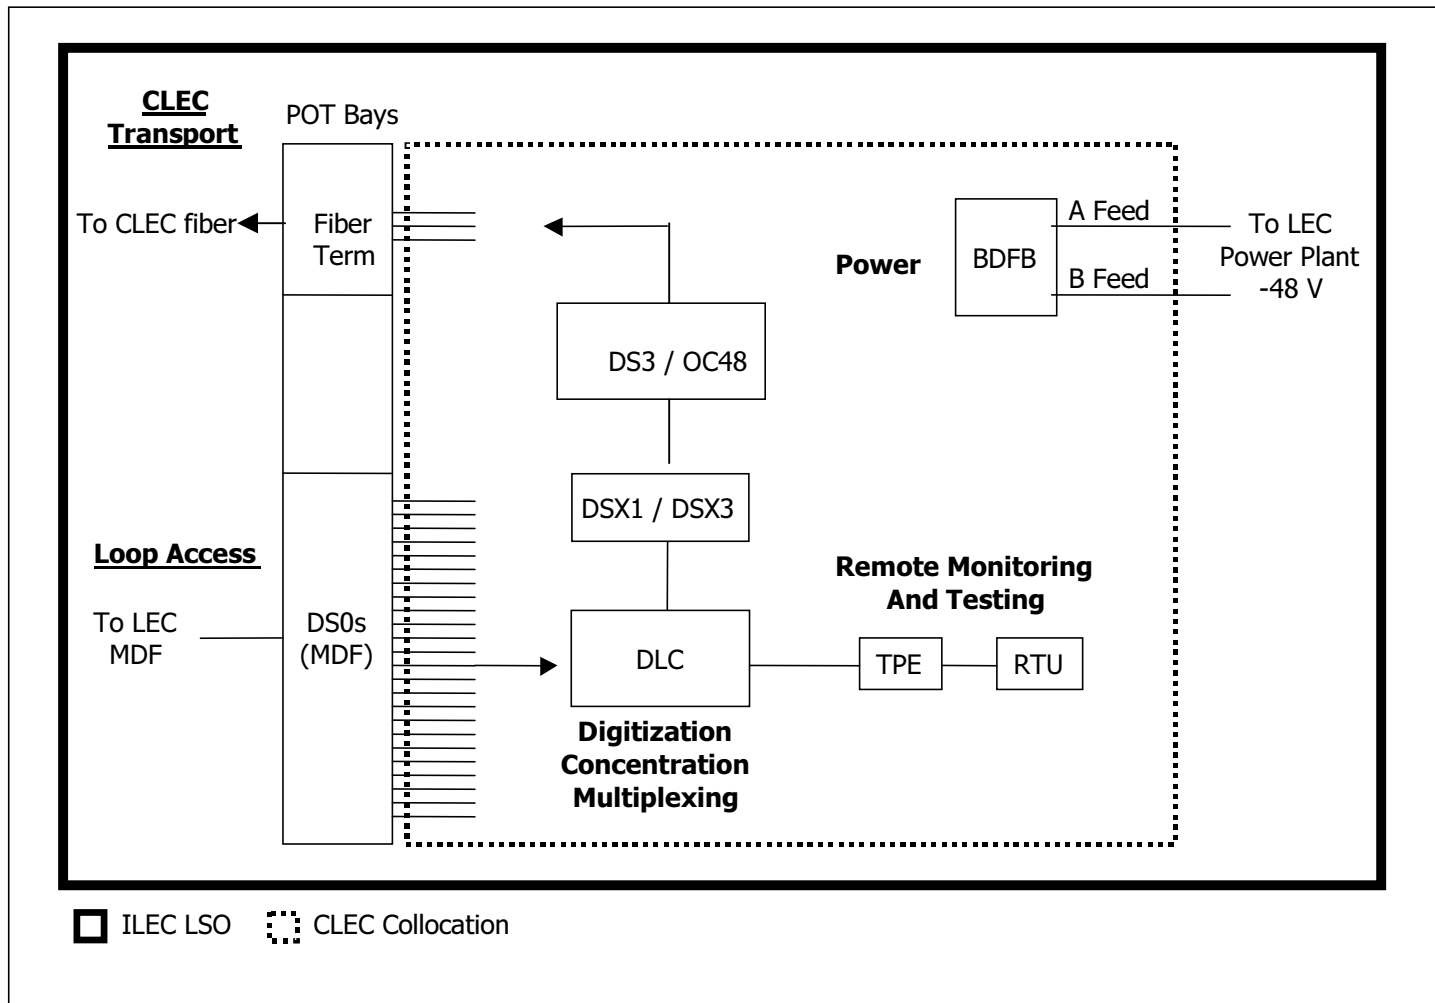 CLEC
Transport
POT Bays
To CLEC fiber
Fiber
Term
Power
BDFB
A Feed
B Feed
To LEC
Power Plant
-48 V
DS3 / OC48
DSX1 / DSX3
Loop Access
To LEC
MDF
DS0s
(MDF)
DLC
Digitization
Concentration
Multiplexing
Remote Monitoring
And Testing
TPE
RTU
ILEC LSO
CLEC Collocation